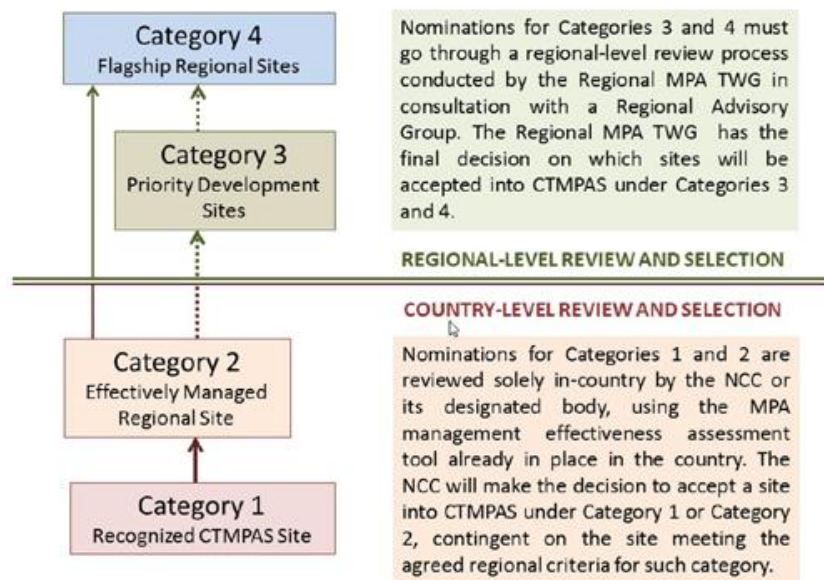 Category 4
Flagship Regional Sites
Nominations for Categories 3 and 4 must
go through a regional-level review process
conducted by the Regional MPA TWG in
consultation with a Regional Advisory
Group. The Regional MPA TWG has the
final decision on which sites will be
accepted into CTMPAS under Categories 3
and 4.
Category 3
Priority Development
Sites
REGIONAL-LEVEL REVIEW AND SELECTION
COUNTRY-LEVEL REVIEW AND SELECTION
Category 2
Effectively Managed
Regional Site
Nominations for Categories 1 and 2 are
reviewed solely in-country by the NCC or
its designated body, using the MPA
management effectiveness assessment
tool already in place in the country. The
NCC will make the decision to accept a site
into CTMPAS under Category 1 or Category
2, contingent on the site meeting the
agreed regional criteria for such category.
Category 1
Recognized CTMPAS Site